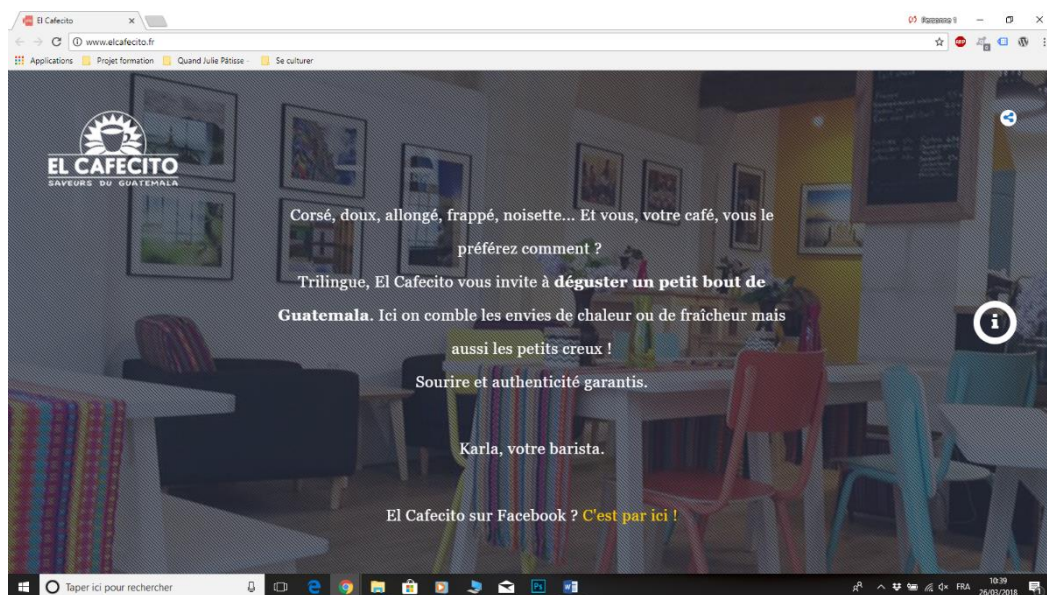 El Cafecito
www.elcafecito.fr
Applications Projet formation Quand Julie Pâtisse - Se culturer
EL CAFECITO
SAVEURS DU GUATEMALA
Corsé, doux, allongé, frappé, noisette... Et vous, votre café, vous le
préférez comment ?
Trilingue, El Cafecito vous invite à déguster un petit bout de
Guatemala. Ici on comble les envies de chaleur ou de fraîcheur mais
aussi les petits creux !
Sourire et authenticité garantis.
Karla, votre barista.
El Cafecito sur Facebook ? C'est par ici !
Taper ici pour rechercher
FRA
10:39
26/03/2018